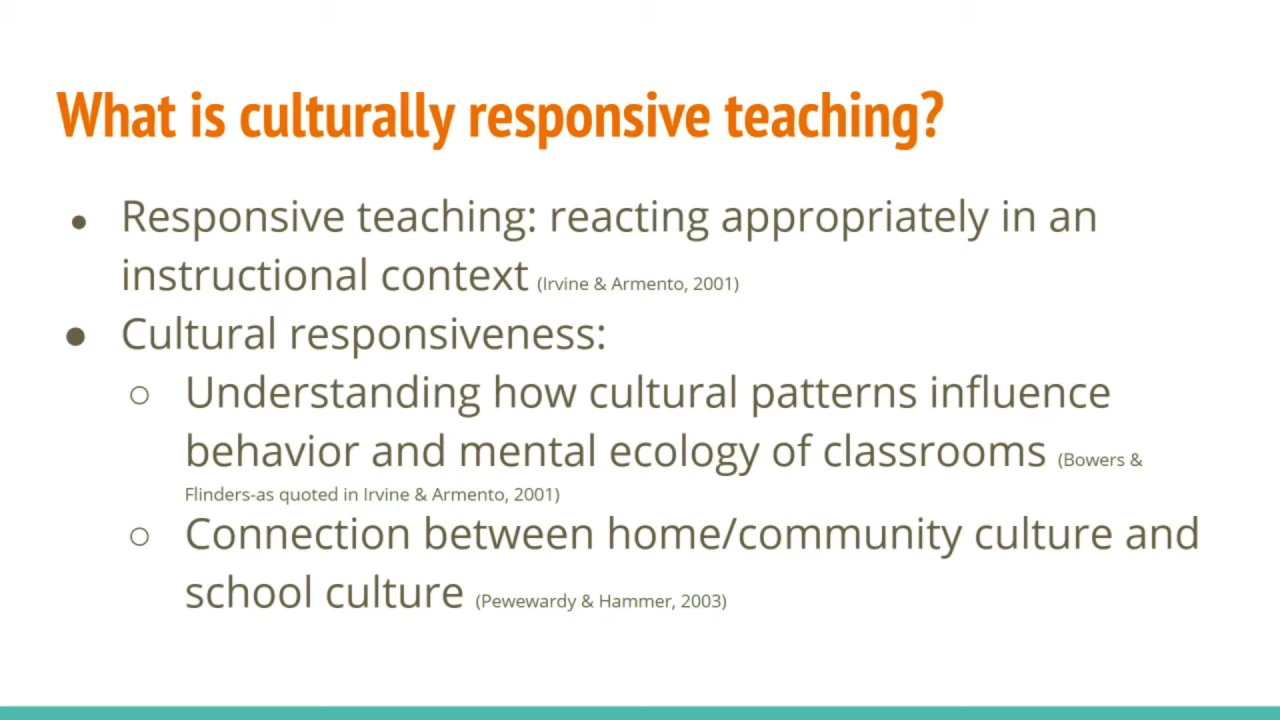 What is culturally responsive teaching?
● Responsive teaching: reacting appropriately in an
instructional context (Irvine & Armento, 2001)
● Cultural responsiveness:
○ Understanding how cultural patterns influence
behavior and mental ecology of classrooms (Bowers &
Flinders-as quoted in Irvine & Armento, 2001)
○ Connection between home/community culture and
school culture (Pewewardy & Hammer, 2003)